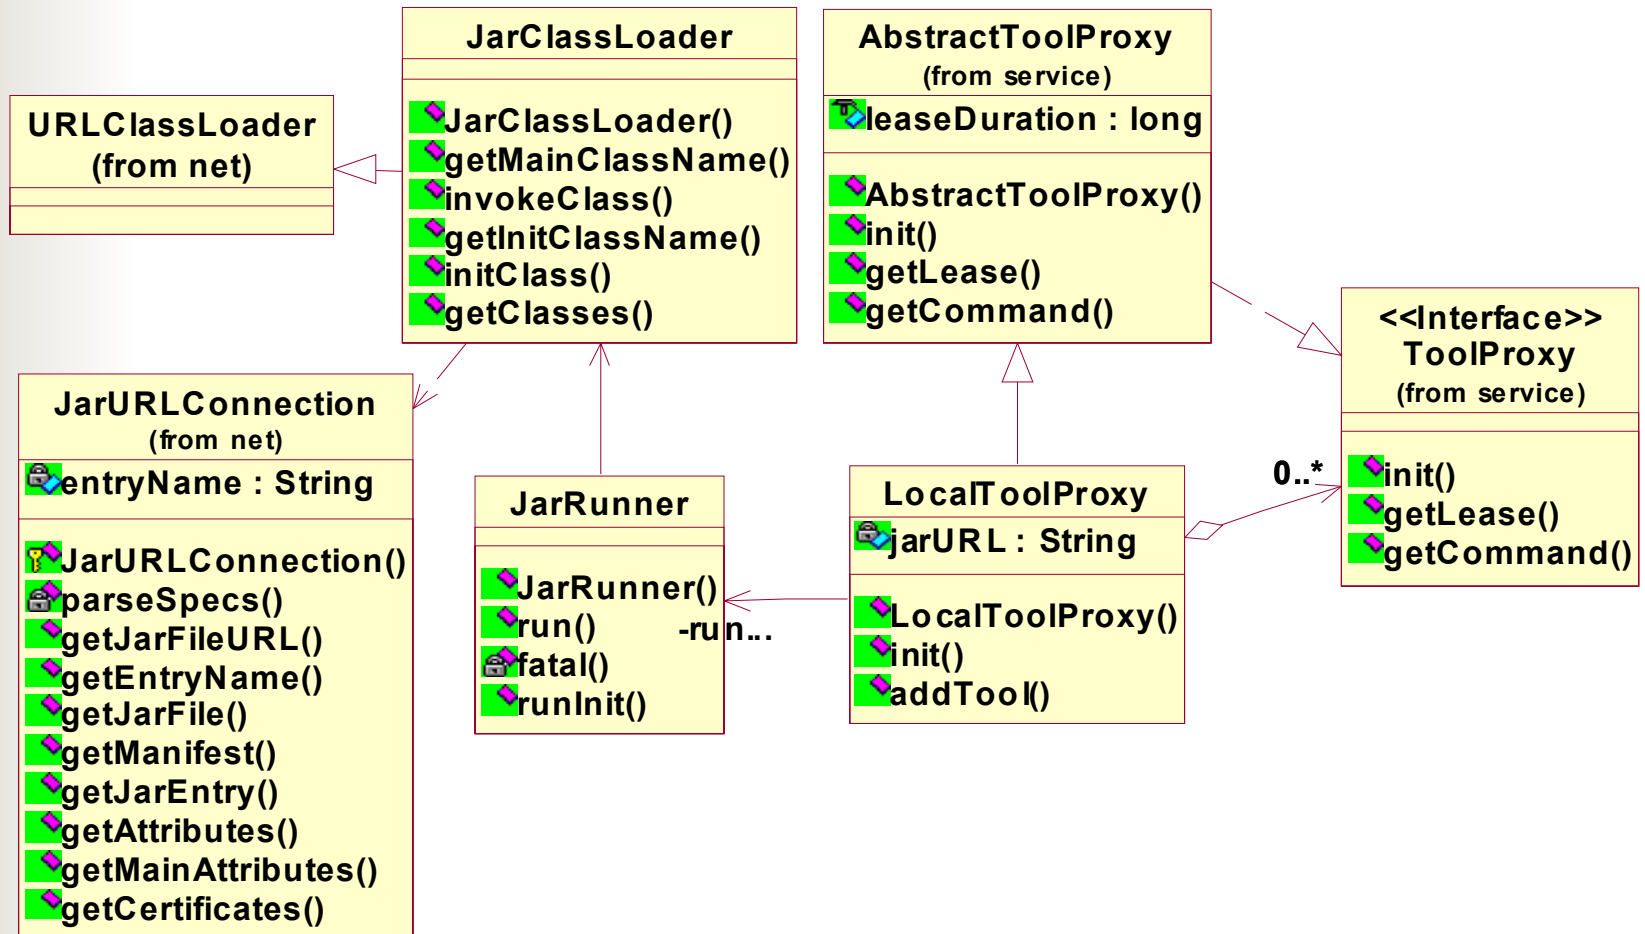 JarClassLoader
JarClassLoader()
getMainClassName()
invokeClass()
getInitClassName()
initClass()
getClasses()
AbstractToolProxy
(from service)
leaseDuration : long
AbstractToolProxy()
init()
getLease()
getCommand()
URLClassLoader
(from net)
<<Interface>>
ToolProxy
(from service)
init()
getLease()
getCommand()
JarURLConnection
(from net)
entryName : String
JarURLConnection()
parseSpecs()
getJarFileURL()
getEntryName()
getJarFile()
getManifest()
getJarEntry()
getAttributes()
getMainAttributes()
getCertificates()
JarRunner
JarRunner()
run()
fatal()
runInit()
-run...
LocalToolProxy
jarURL : String
LocalToolProxy()
init()
addTool()
0..*